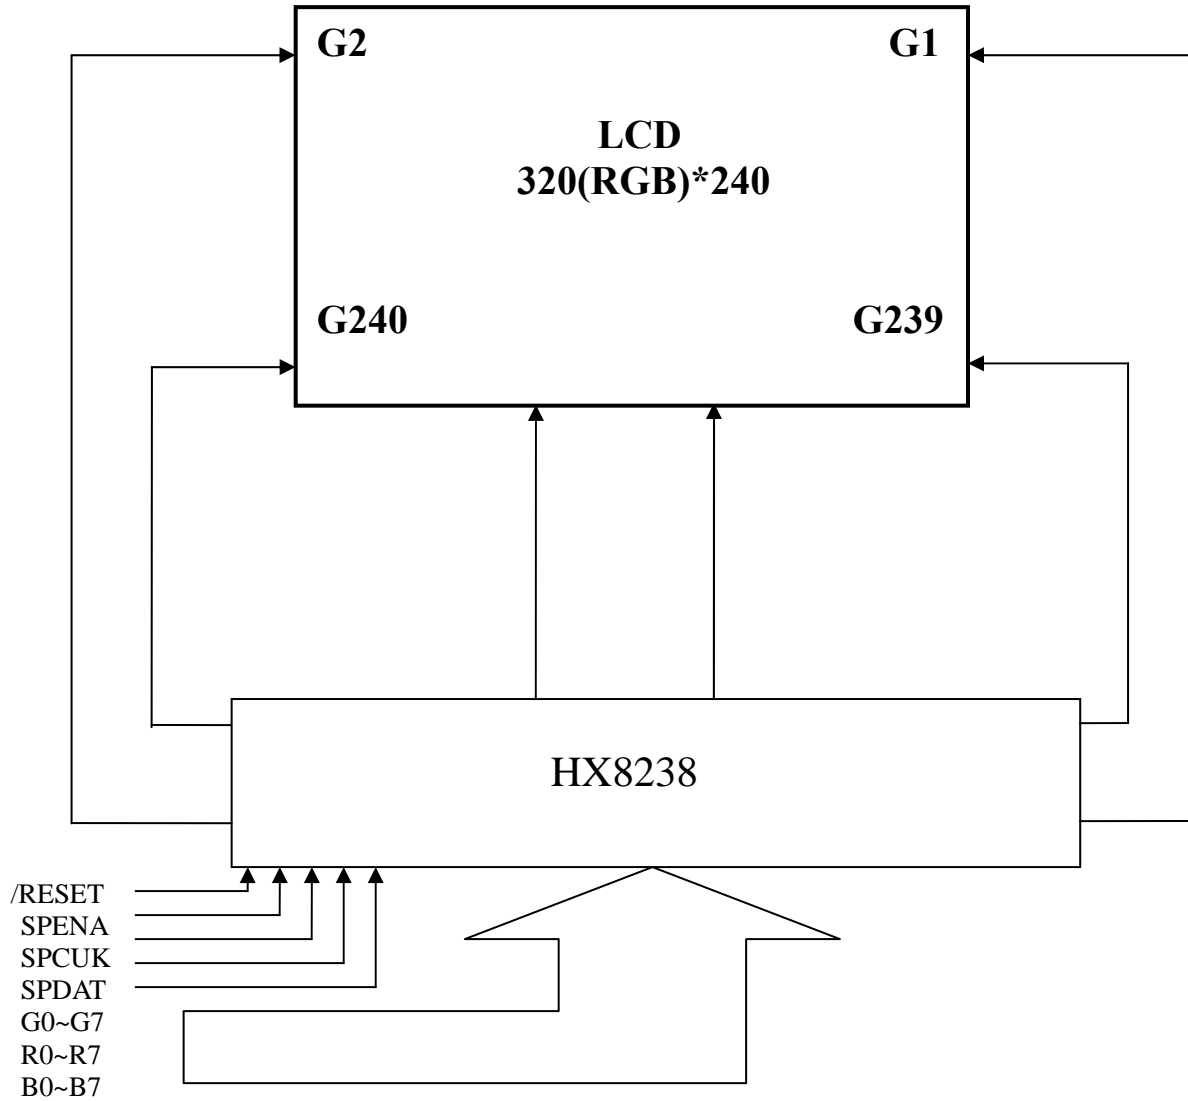 G2 G1
LCD
320(RGB)*240
G240 G239
HX8238
/RESET
SPENA
SPCUK
SPDAT
G0~G7
R0~R7
B0~B7